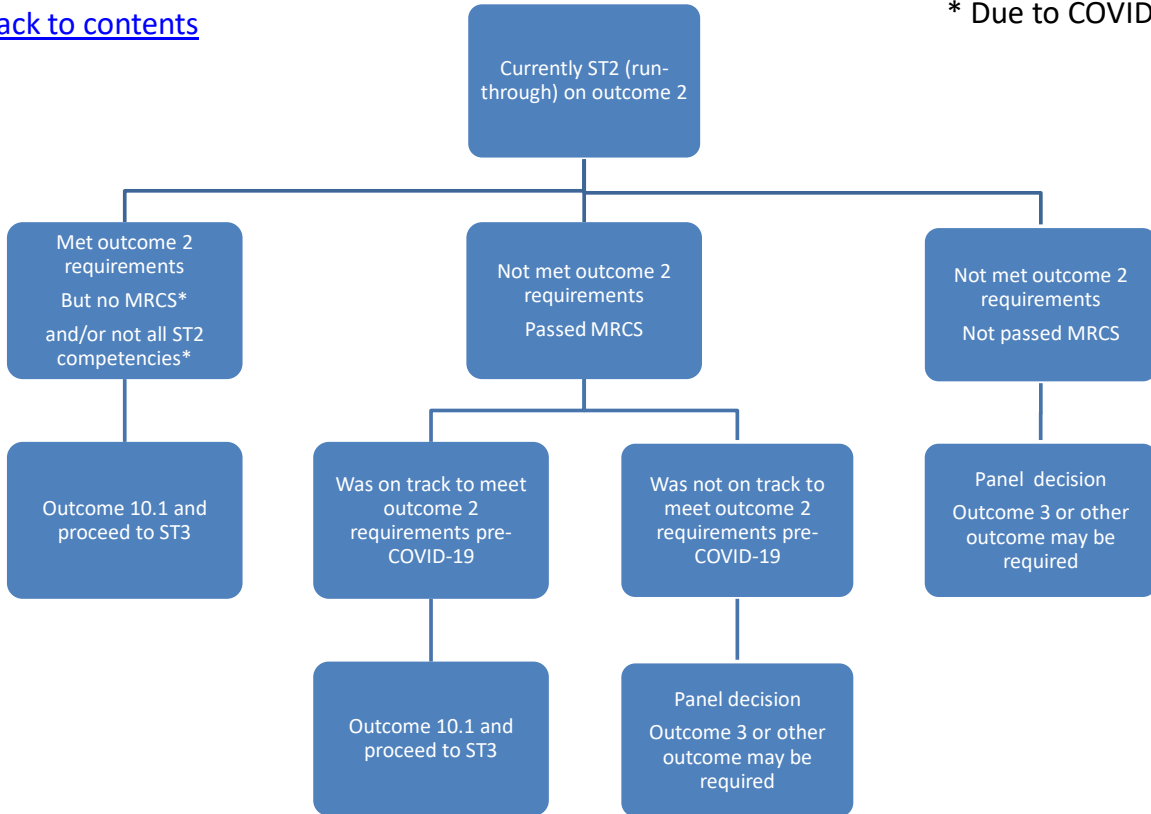 ack to contents
* Due to COVID
Currently ST2 (run-
through) on outcome 2
Met outcome 2
requirements
But no MRCS*
and/or not all ST2
competencies*
Not met outcome 2
requirements
Passed MRCS
Not met outcome 2
requirements
Not passed MRCS
Outcome 10.1 and
proceed to ST3
Was on track to meet
outcome 2
requirements pre-
COVID-19
Was not on track to
meet outcome 2
requirements pre-
COVID-19
Panel  decision
Outcome 3 or other
outcome may be
required
Outcome 10.1 and
proceed to ST3
Panel decision
Outcome 3 or other
outcome may be
required